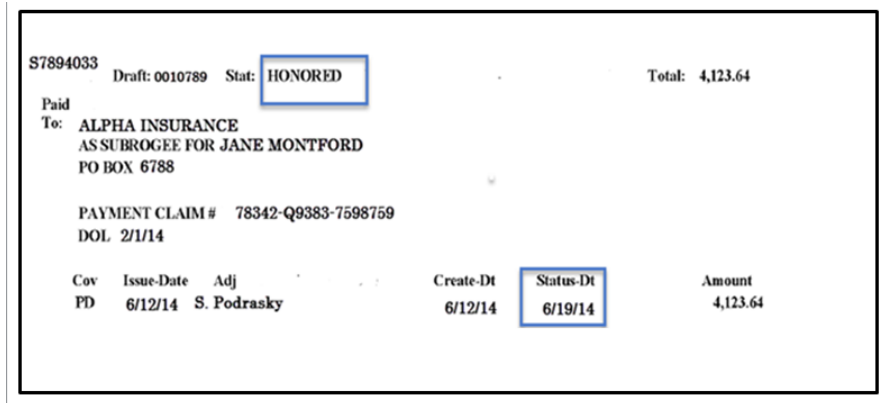 S7894033
Draft: 0010789 Stat: HONORED Total: 4,123.64
Paid
To: ALPHA INSURANCE
AS SUBROGEE FOR JANE MONTFORD
PO BOX 6788
PAYMENT CLAIM # 78342-Q9383-7598759
DOL 2/1/14
Cov Issue-Date Adj Create-Dt Status-Dt Amount
PD 6/12/14 S. Podrasky 6/12/14 6/19/14 4,123.64